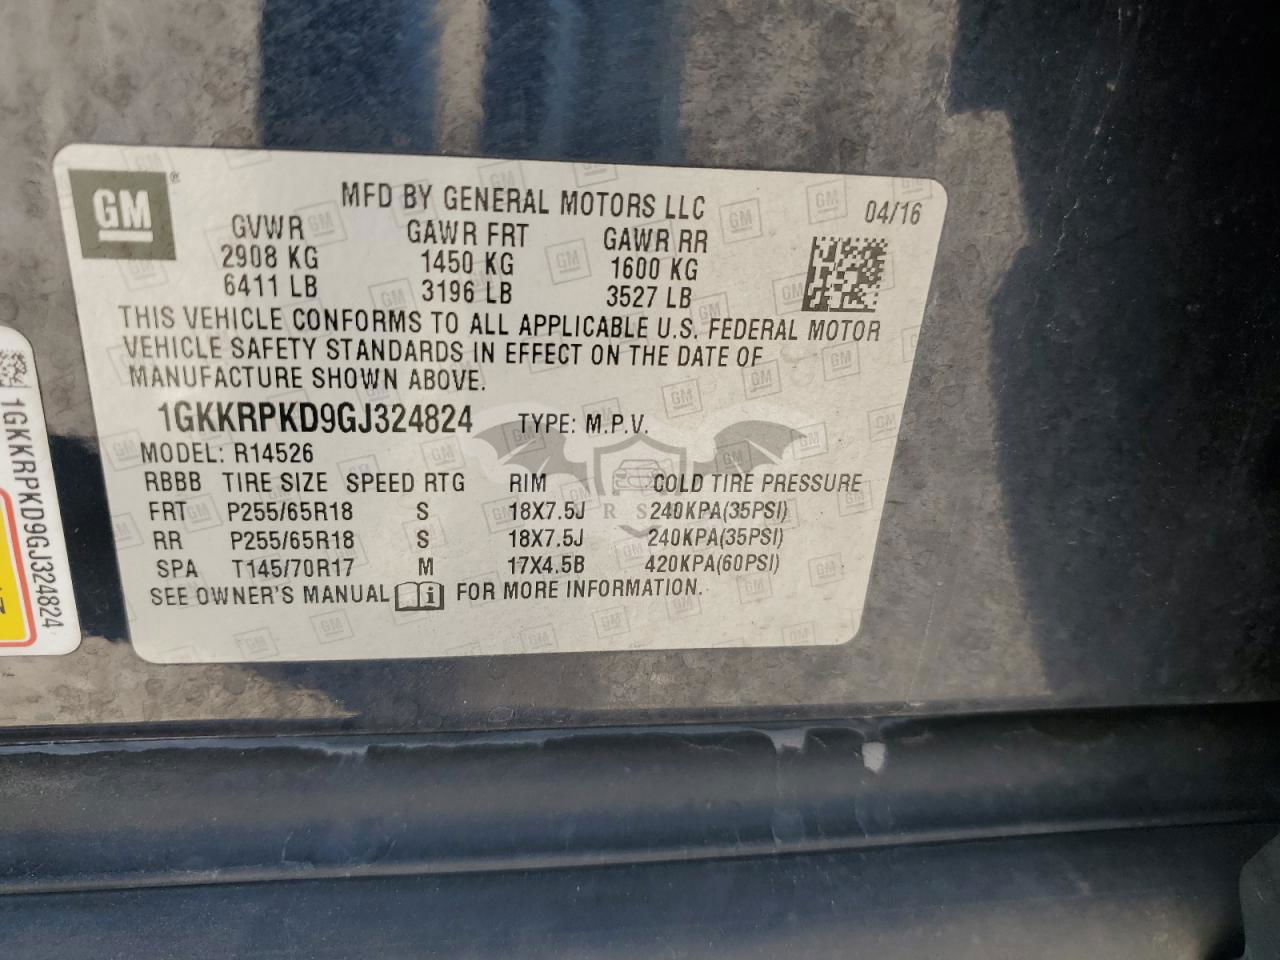 GM®
MFD BY GENERAL MOTORS LLC
04/16
GVWR GAWR FRT GAWR RR
2908 KG 1450 KG 1600 KG
6411 LB 3196 LB 3527 LB
THIS VEHICLE CONFORMS TO ALL APPLICABLE U.S. FEDERAL MOTOR
VEHICLE SAFETY STANDARDS IN EFFECT ON THE DATE OF
MANUFACTURE SHOWN ABOVE.
1GKKRPKD9GJ324824 TYPE: M.P.V.
MODEL: R14526
RBBB TIRE SIZE SPEED RTG RIM COLD TIRE PRESSURE
FRT P255/65R18 S 18X7.5J 240KPA(35PSI)
RR P255/65R18 S 18X7.5J 240KPA(35PSI)
SPA T145/70R17 M 17X4.5B 420KPA(60PSI)
SEE OWNER'S MANUAL FOR MORE INFORMATION.
1GKKRPKD9GJ324824